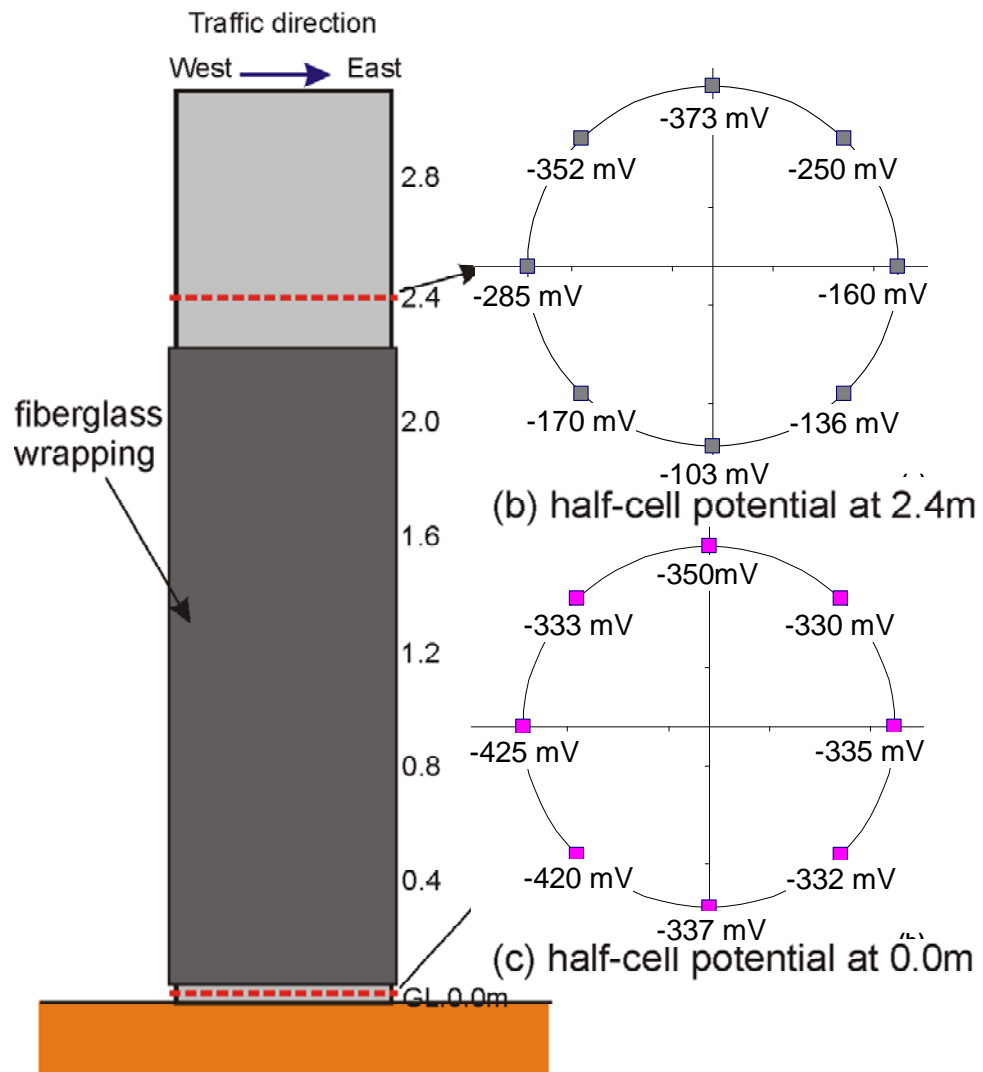 Traffic direction
West East
2.8
2.4
2.0
1.6
1.2
0.8
0.4
GL.0.0m
fiberglass
wrapping
-373 mV
-352 mV
-250 mV
-285 mV
-160 mV
-170 mV
-136 mV
-103 mV
(b) half-cell potential at 2.4m
-350mV
-333 mV
-330 mV
-425 mV
-335 mV
-420 mV
-332 mV
-337 mV
(c) half-cell potential at 0.0m